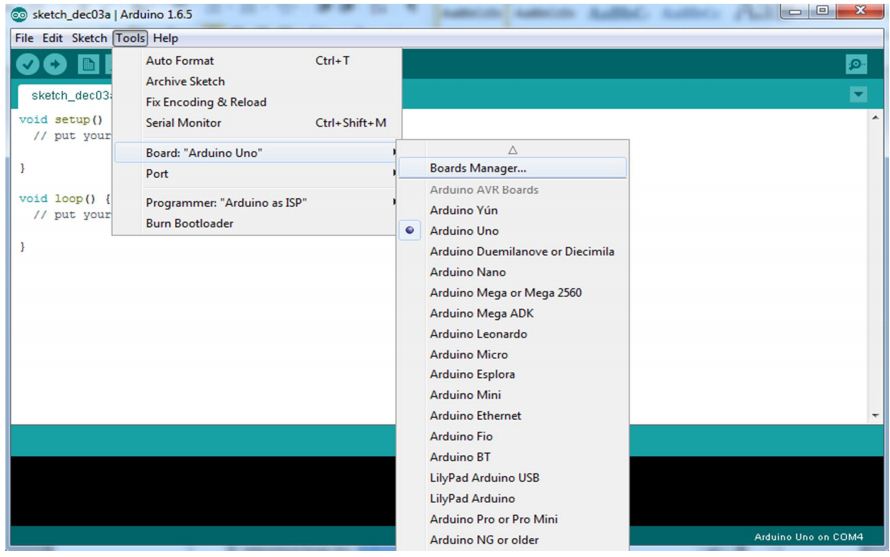 sketch_dec03a | Arduino 1.6.5
File Edit Sketch Tools Help
Auto Format Ctrl+T
Archive Sketch
Fix Encoding & Reload
Serial Monitor Ctrl+Shift+M
Board: "Arduino Uno"
Port
Programmer: "Arduino as ISP"
Burn Bootloader
sketch_dec03a
void setup()
// put your
}
void loop() {
// put your
}
Boards Manager...
Arduino AVR Boards
Arduino Yún
Arduino Uno
Arduino Duemilanove or Diecimila
Arduino Nano
Arduino Mega or Mega 2560
Arduino Mega ADK
Arduino Leonardo
Arduino Micro
Arduino Esplora
Arduino Mini
Arduino Ethernet
Arduino Fio
Arduino BT
LilyPad Arduino USB
LilyPad Arduino
Arduino Pro or Pro Mini
Arduino NG or older
Arduino Uno on COM4